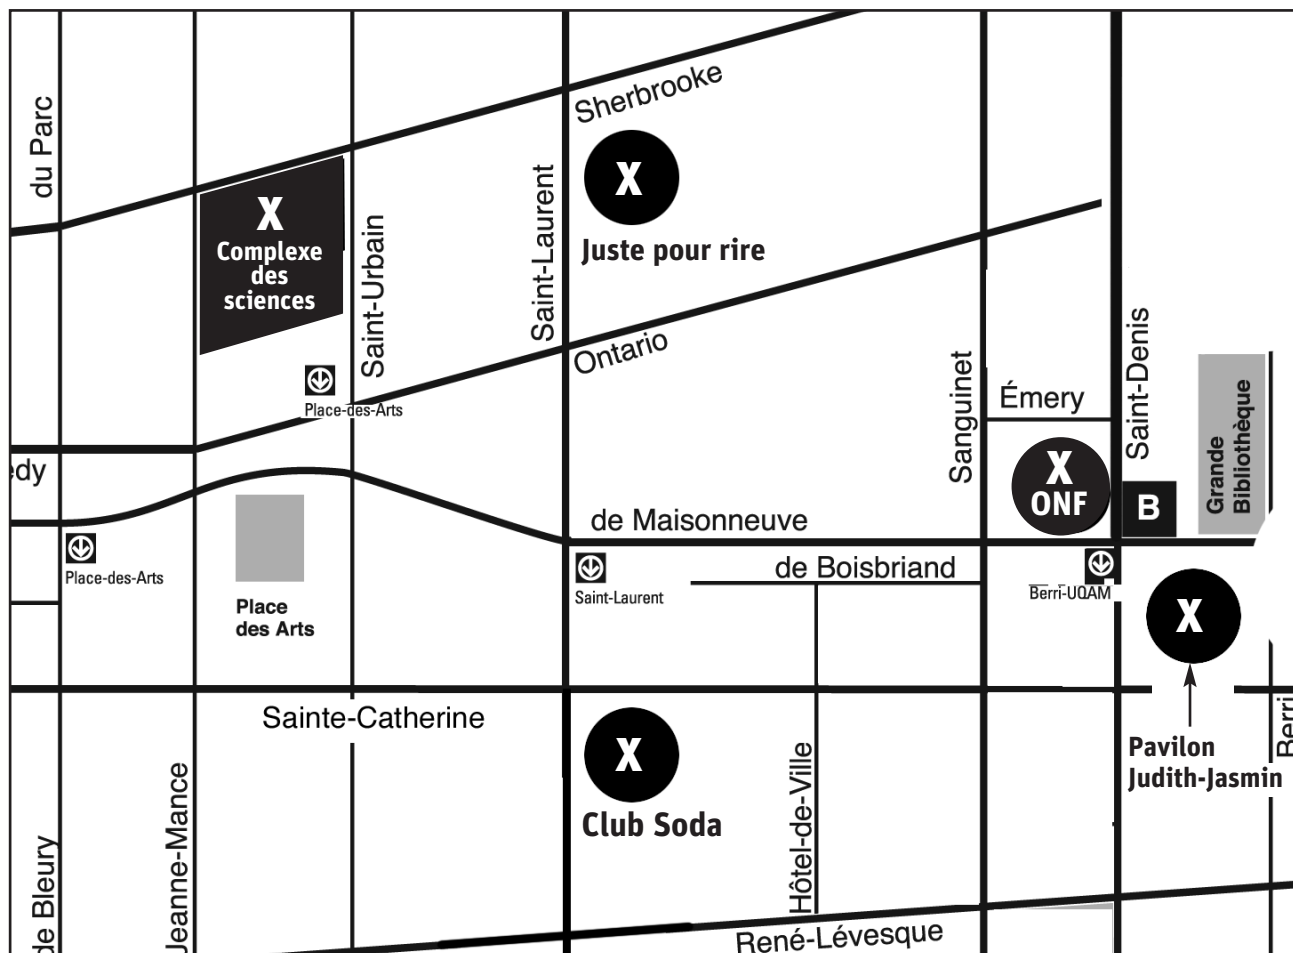 Sherbrooke
du Parc
X
Juste pour rire
X
Complexe
des
sciences
Saint-Urbain
Saint-Laurent
Ontario
Place-des-Arts
Sanguinet
Émery
Saint-Denis
Grande
Bibliothèque
X
ONF
B
edy
de Maisonneuve
Place-des-Arts
Saint-Laurent
de Boisbriand
Berri-UQAM
X
Place
des Arts
Sainte-Catherine
X
Club Soda
Pavilon
Judith-Jasmin
Berri
Hôtel-de-Ville
Jeanne-Mance
de Bleury
René-Lévesque